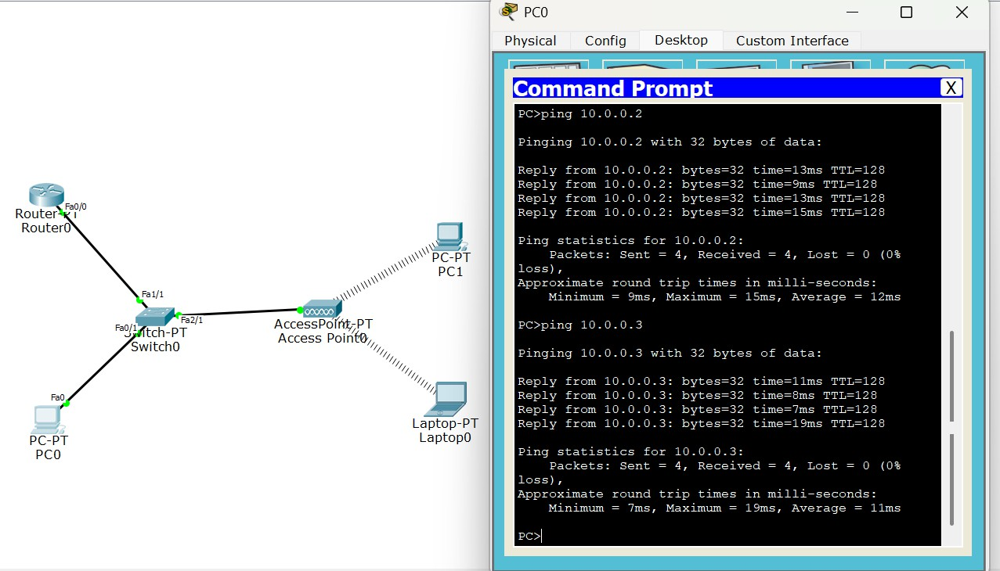 PC0
Physical
Config
Desktop
Custom Interface
Command Prompt
X
PC>ping 10.0.0.2
Pinging 10.0.0.2 with 32 bytes of data:
Reply from 10.0.0.2: bytes=32 time=13ms TTL=128
Reply from 10.0.0.2: bytes=32 time=9ms TTL=128
Reply from 10.0.0.2: bytes=32 time=13ms TTL=128
Reply from 10.0.0.2: bytes=32 time=15ms TTL=128
Ping statistics for 10.0.0.2:
Packets: Sent = 4, Received = 4, Lost = 0 (0%
loss),
Approximate round trip times in milli-seconds:
Minimum = 9ms, Maximum = 15ms, Average = 12ms
PC>ping 10.0.0.3
Pinging 10.0.0.3 with 32 bytes of data:
Reply from 10.0.0.3: bytes=32 time=11ms TTL=128
Reply from 10.0.0.3: bytes=32 time=8ms TTL=128
Reply from 10.0.0.3: bytes=32 time=7ms TTL=128
Reply from 10.0.0.3: bytes=32 time=19ms TTL=128
Ping statistics for 10.0.0.3:
Packets: Sent = 4, Received = 4, Lost = 0 (0%
loss),
Approximate round trip times in milli-seconds:
Minimum = 7ms, Maximum = 19ms, Average = 11ms
PC>
Fa0/0
Router-PT
Router0
Fa1/1
Fa2/1
Fa0/1
Switch-PT
Switch0
AccessPoint-PT
Access Point0
PC-PT
PC1
Laptop-PT
Laptop0
Fa0
PC-PT
PC0